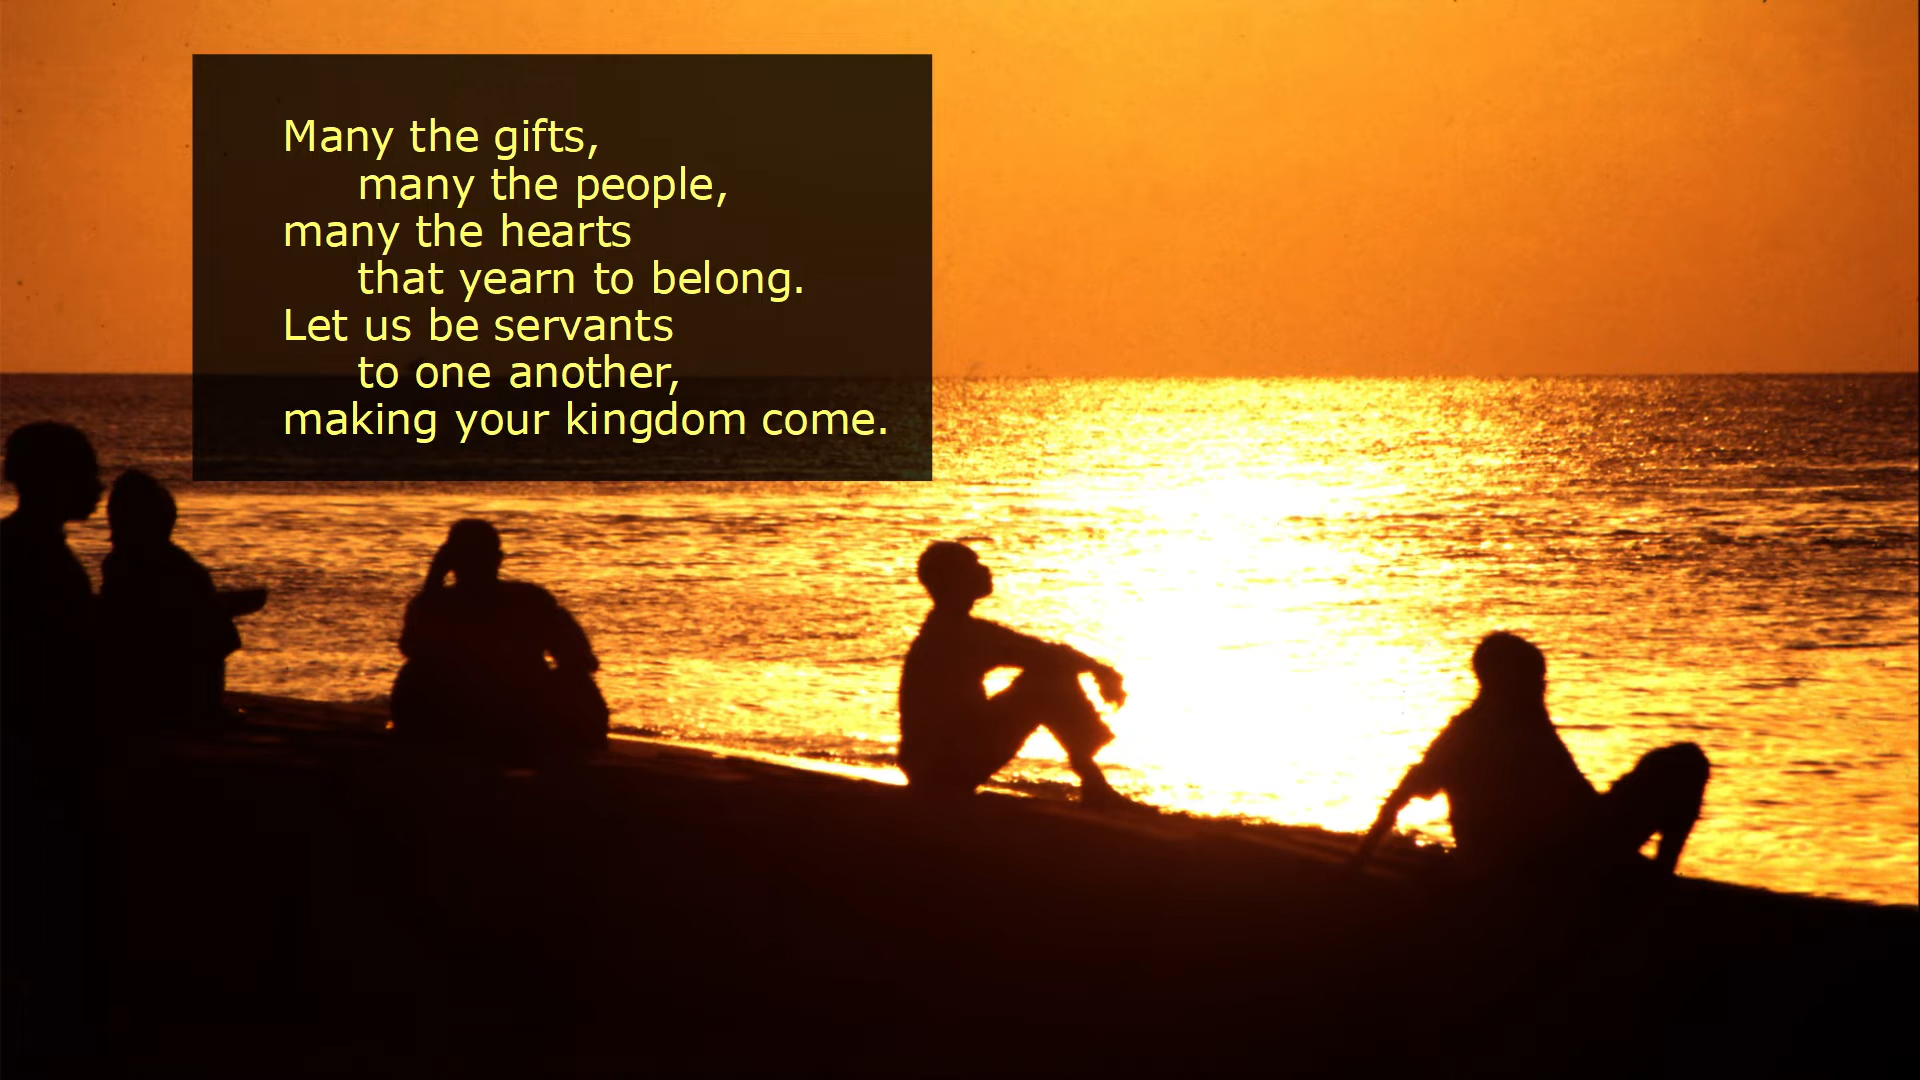 Many the gifts,
many the people,
many the hearts
that yearn to belong.
Let us be servants
to one another,
making your kingdom come.